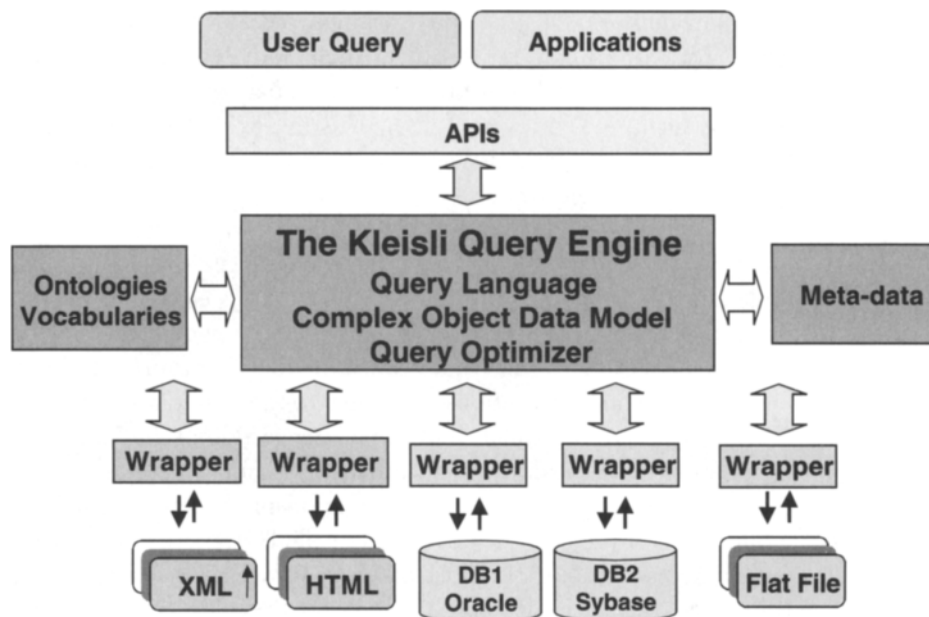 User Query
Applications
APIs
The Kleisli Query Engine
Query Language
Complex Object Data Model
Query Optimizer
Ontologies
Vocabularies
Meta-data
Wrapper
Wrapper
Wrapper
Wrapper
Wrapper
XML
HTML
DB1
Oracle
DB2
Sybase
Flat File